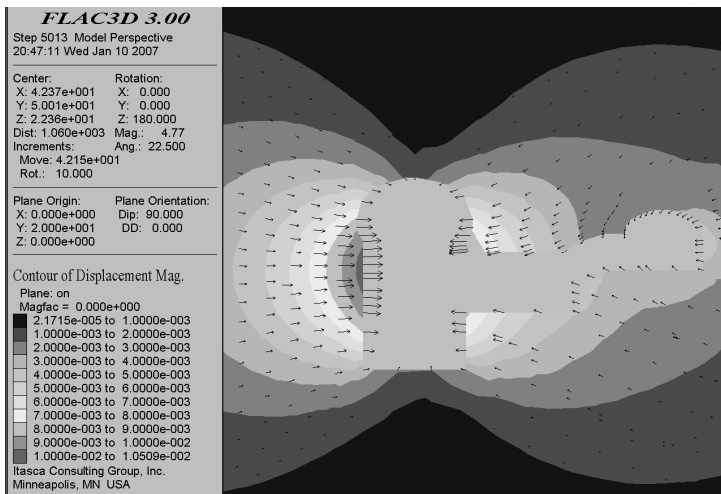 FLAC3D 3.00
Step 5013 Model Perspective
20:47:11 Wed Jan 10 2007
Center: Rotation:
X: 4.237e+001 X: 0.000
Y: 5.001e+001 Y: 0.000
Z: 2.236e+001 Z: 180.000
Dist: 1.060e+003 Mag.: 4.77
Increments: Ang.: 22.500
Move: 4.215e+001
Rot.: 10.000
Plane Origin: Plane Orientation:
X: 0.000e+000 Dip: 90.000
Y: 2.000e+001 DD: 0.000
Z: 0.000e+000
Contour of Displacement Mag.
Plane: on
Magfac = 0.000e+000
2.1715e-005 to 1.0000e-003
1.0000e-003 to 2.0000e-003
2.0000e-003 to 3.0000e-003
3.0000e-003 to 4.0000e-003
4.0000e-003 to 5.0000e-003
5.0000e-003 to 6.0000e-003
6.0000e-003 to 7.0000e-003
7.0000e-003 to 8.0000e-003
8.0000e-003 to 9.0000e-003
9.0000e-003 to 1.0000e-002
1.0000e-002 to 1.0509e-002
Itasca Consulting Group, Inc.
Minneapolis, MN USA